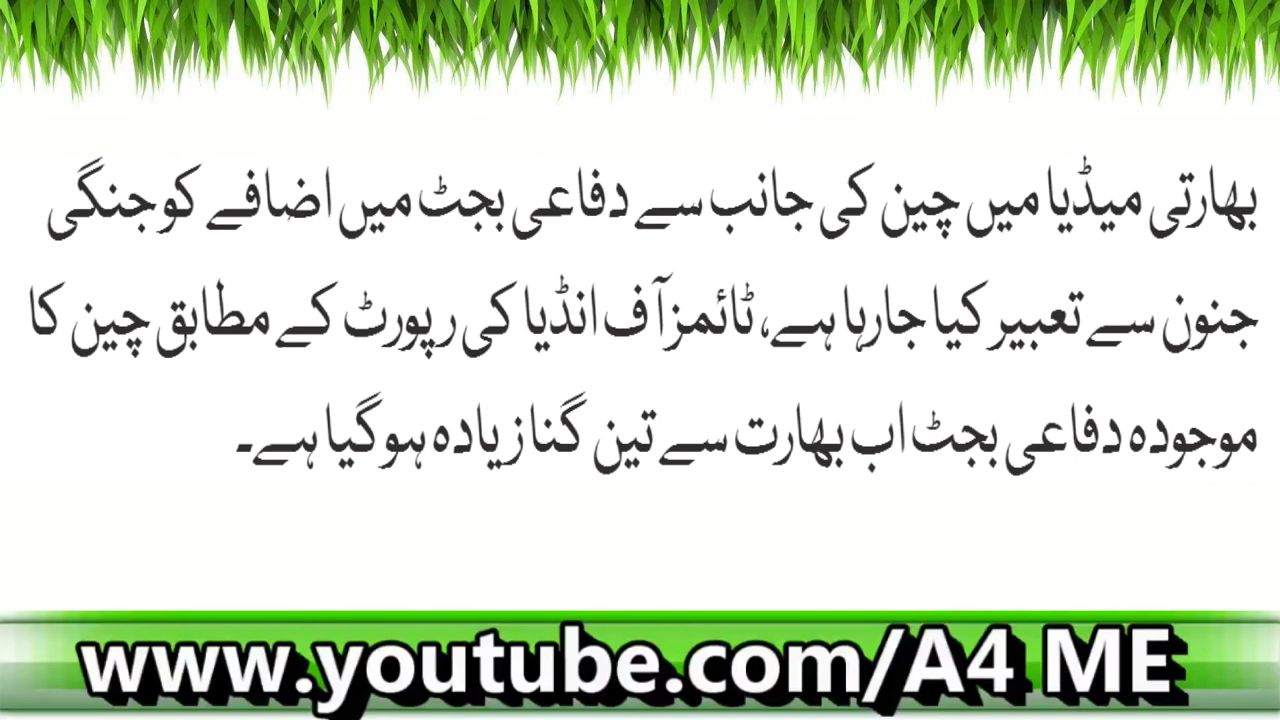 بھارتی میڈیا میں چین کی جانب سے دفاعی بجٹ میں اضافے کو جنگی
جنون سے تعبیر کیا جارہا ہے، ٹائمز آف انڈیا کی رپورٹ کے مطابق چین کا
موجودہ دفاعی بجٹ اب بھارت سے تین گنا زیادہ ہوگیا ہے۔
www.youtube.com/A4 ME